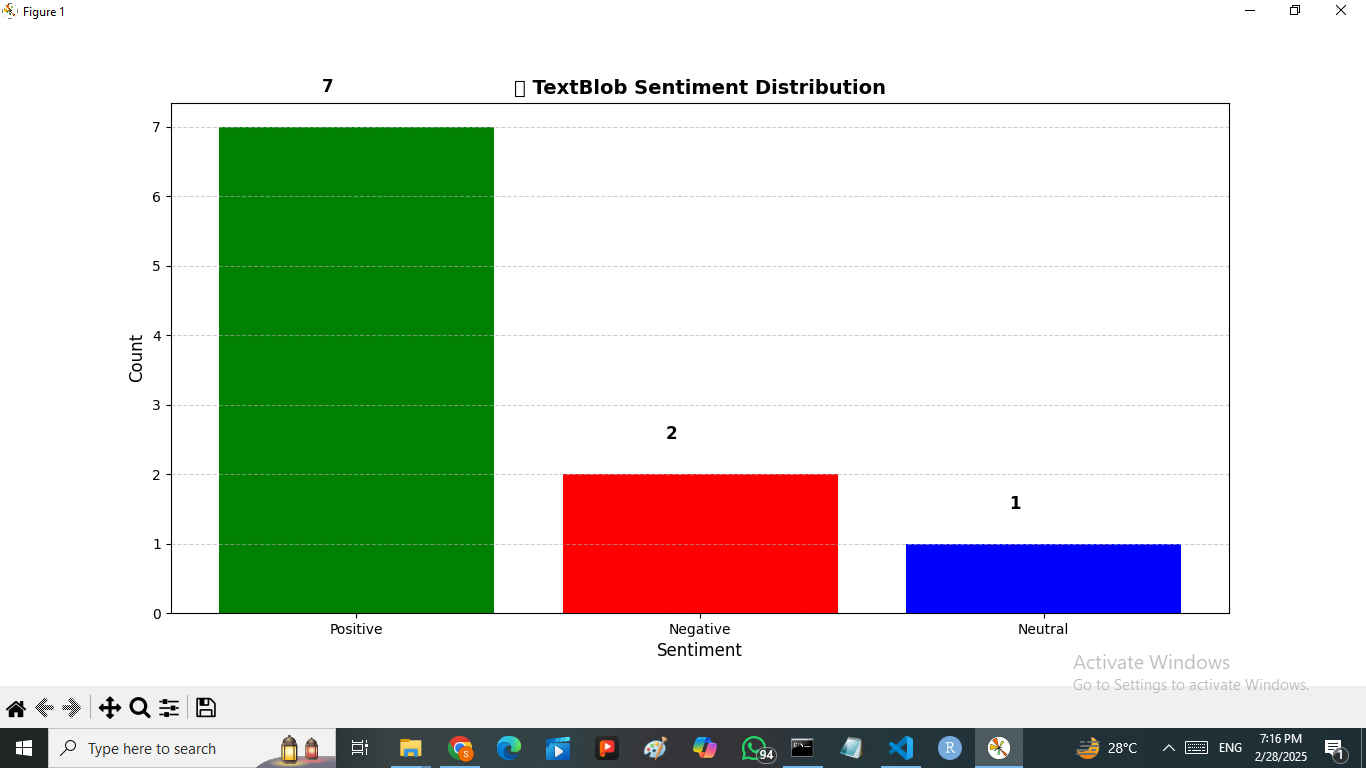 Figure 1
7
TextBlob Sentiment Distribution
7
6
5
4
3
2
1
0
Count
2
1
Positive Negative Neutral
Sentiment
Activate Windows
Go to Settings to activate Windows.
Type here to search
S
94
R
28°C
ENG
7:16 PM
2/28/2025
1